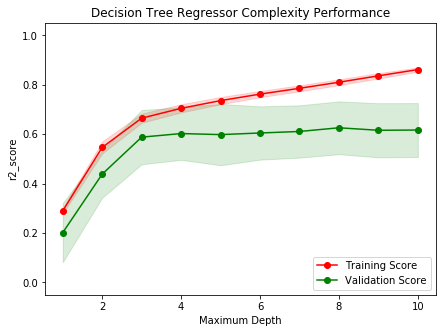 Decision Tree Regressor Complexity Performance
1.0
0.8
0.6
0.4
0.2
0.0
r2_score
2
4
6
8
10
Maximum Depth
Training Score
Validation Score